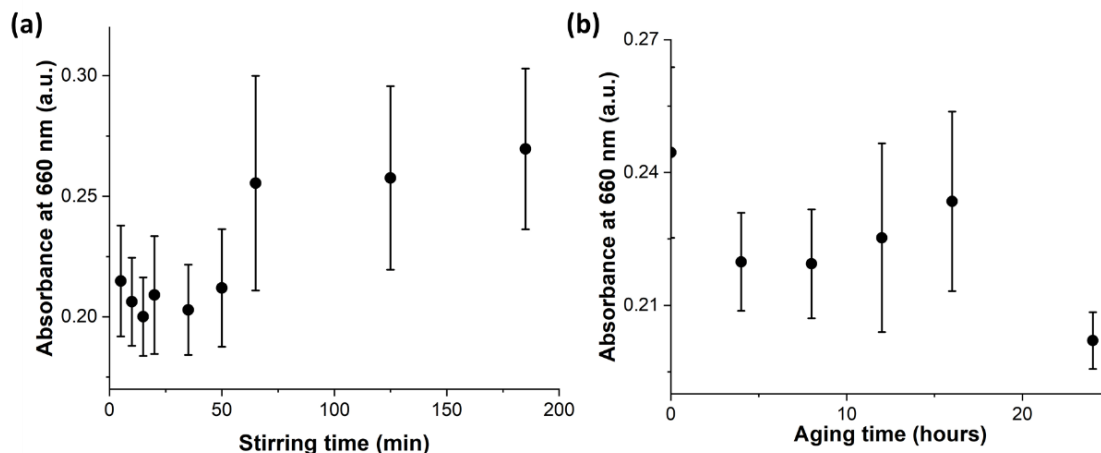 (a)
Absorbance at 660 nm (a.u.)
0.30
0.25
0.20
0
50
100
150
200
Stirring time (min)
(b)
Absorbance at 660 nm (a.u.)
0.27
0.24
0.21
0
10
20
Aging time (hours)